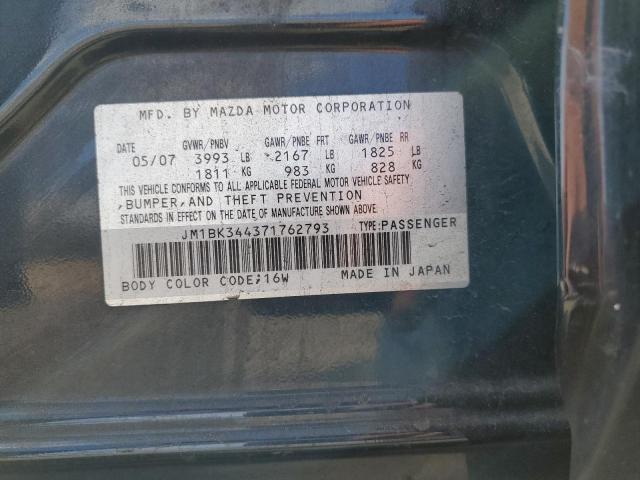 MFD. BY MAZDA MOTOR CORPORATION
DATE GVWR/PNBV GAWR/PNBE FRT GAWR/PNBE RR
05/07 3993 LB 2167 LB 1825 LB
1811 KG 983 KG 828 KG
THIS VEHICLE CONFORMS TO ALL APPLICABLE FEDERAL MOTOR VEHICLE SAFETY
,BUMPER,AND THEFT PREVENTION
STANDARDS IN EFFECT ON THE DATE OF MANUFACTURE SHOWN ABOVE.
JM1BK344371762793 TYPE:PASSENGER
BODY COLOR CODE;16W MADE IN JAPAN